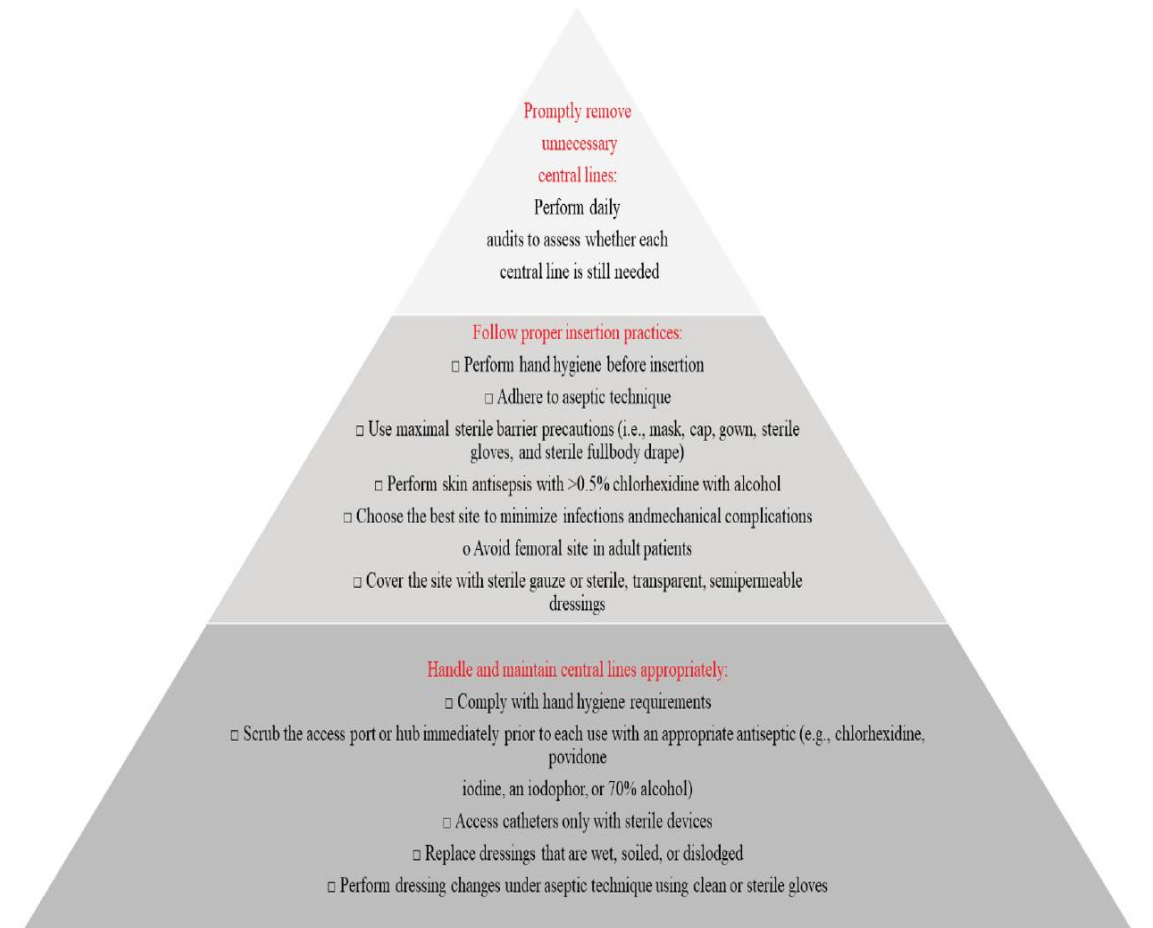 Promptly remove
unnecessary
central lines:
Perform daily
audits to assess whether each
central line is still needed
Follow proper insertion practices:
□ Perform hand hygiene before insertion
□ Adhere to aseptic technique
□ Use maximal sterile barrier precautions (i.e., mask, cap, gown, sterile
gloves, and sterile fullbody drape)
□ Perform skin antisepsis with >0.5% chlorhexidine with alcohol
□ Choose the best site to minimize infections andmechanical complications
o Avoid femoral site in adult patients
□ Cover the site with sterile gauze or sterile, transparent, semipermeable
dressings
Handle and maintain central lines appropriately:
□ Comply with hand hygiene requirements
□ Scrub the access port or hub immediately prior to each use with an appropriate antiseptic (e.g., chlorhexidine,
povidone
iodine, an iodophor, or 70% alcohol)
□ Access catheters only with sterile devices
□ Replace dressings that are wet, soiled, or dislodged
□ Perform dressing changes under aseptic technique using clean or sterile gloves